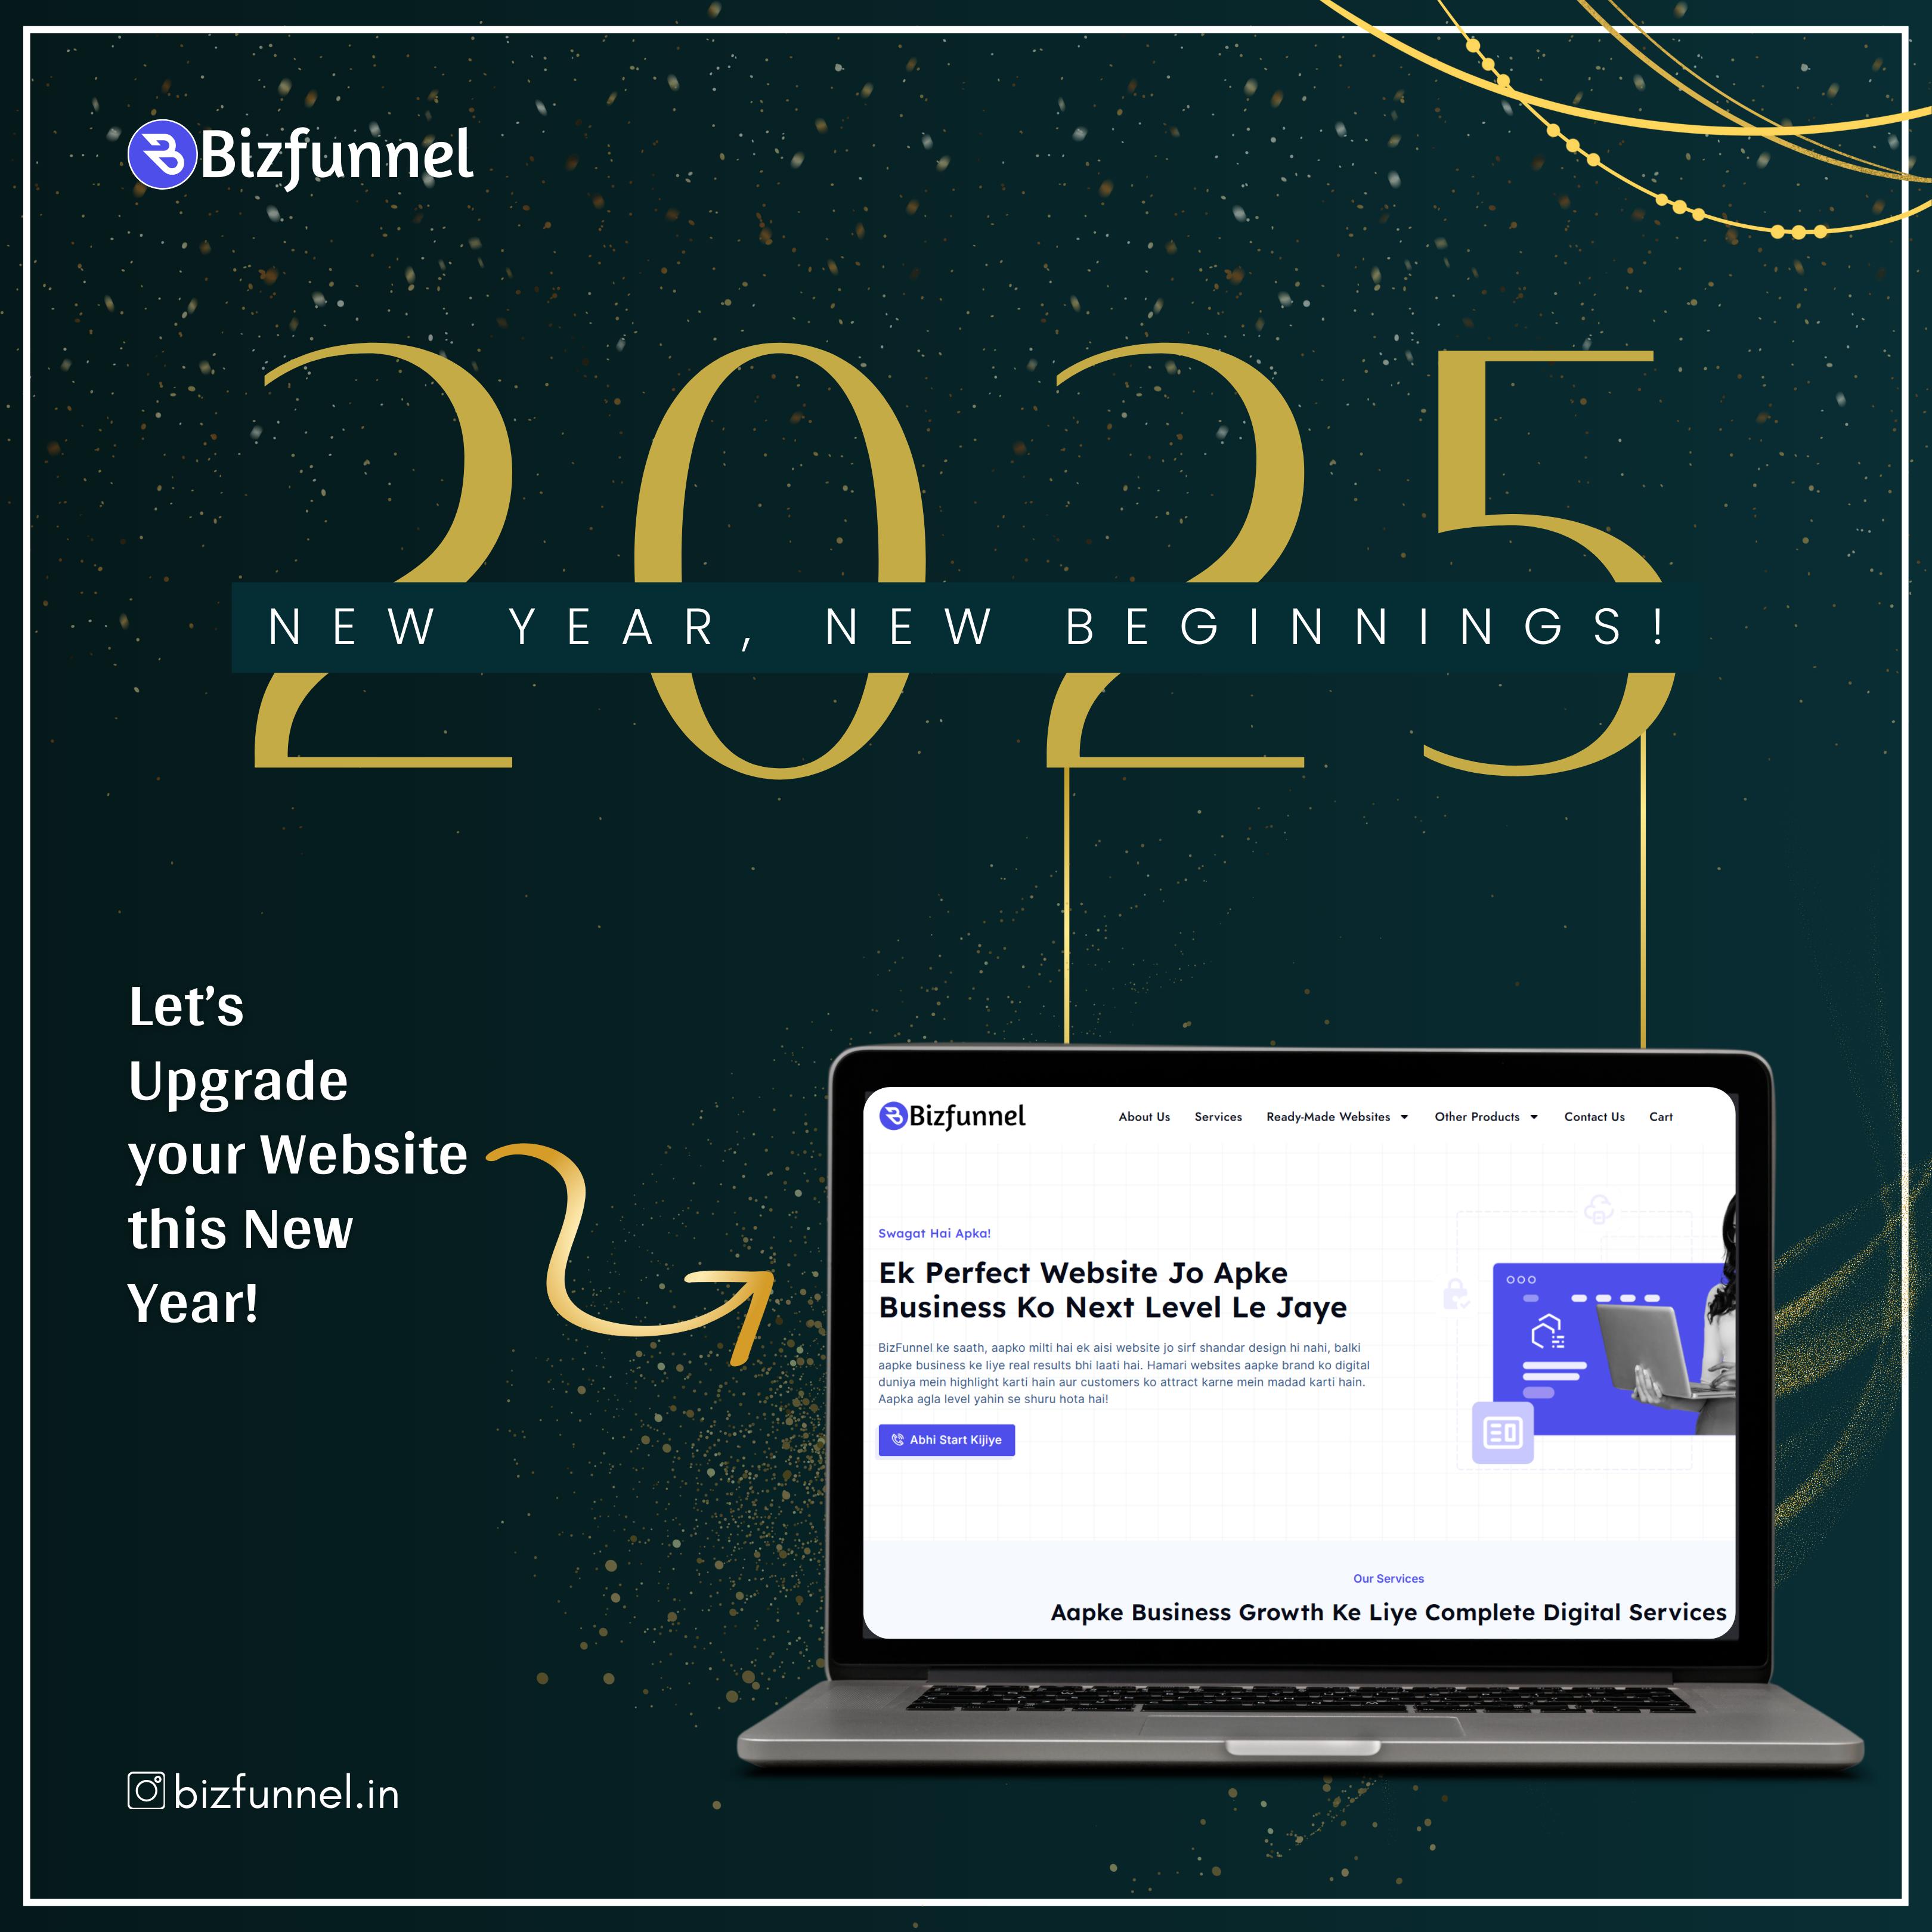 Bizfunnel
2025
NEW YEAR, NEW BEGINNINGS!
Let’s
Upgrade
your Website
this New
Year!
Bizfunnel
About Us Services Ready-Made Websites Other Products Contact Us Cart
Swagat Hai Apka!
Ek Perfect Website Jo Apke
Business Ko Next Level Le Jaye
BizFunnel ke saath, aapko milti hai ek aisi website jo sirf shandar design hi nahi, balki
aapke business ke liye real results bhi laati hai. Hamari websites aapke brand ko digital
duniya mein highlight karti hain aur customers ko attract karne mein madad karti hain.
Aapka agla level yahin se shuru hota hai!
Abhi Start Kijiye
Our Services
Aapke Business Growth Ke Liye Complete Digital Services
bizfunnel.in